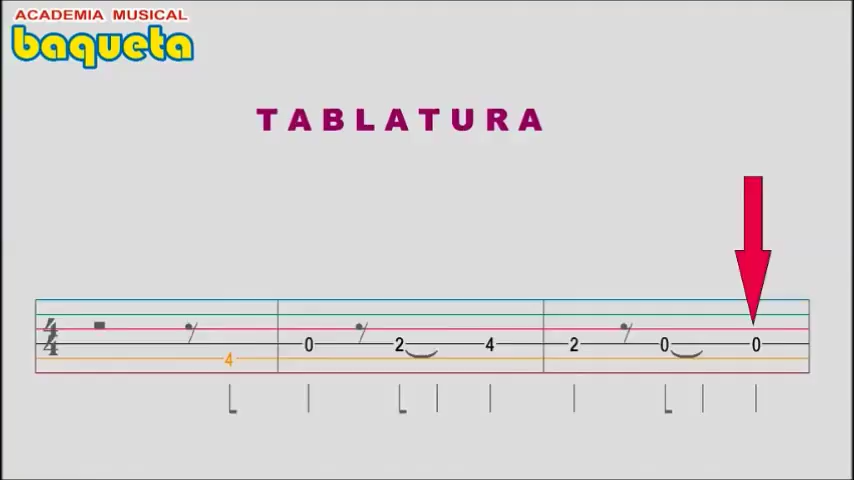 ACADEMIA MUSICAL
baqueta
TABLATURA
4 4
4 0 2 4 2 0 0